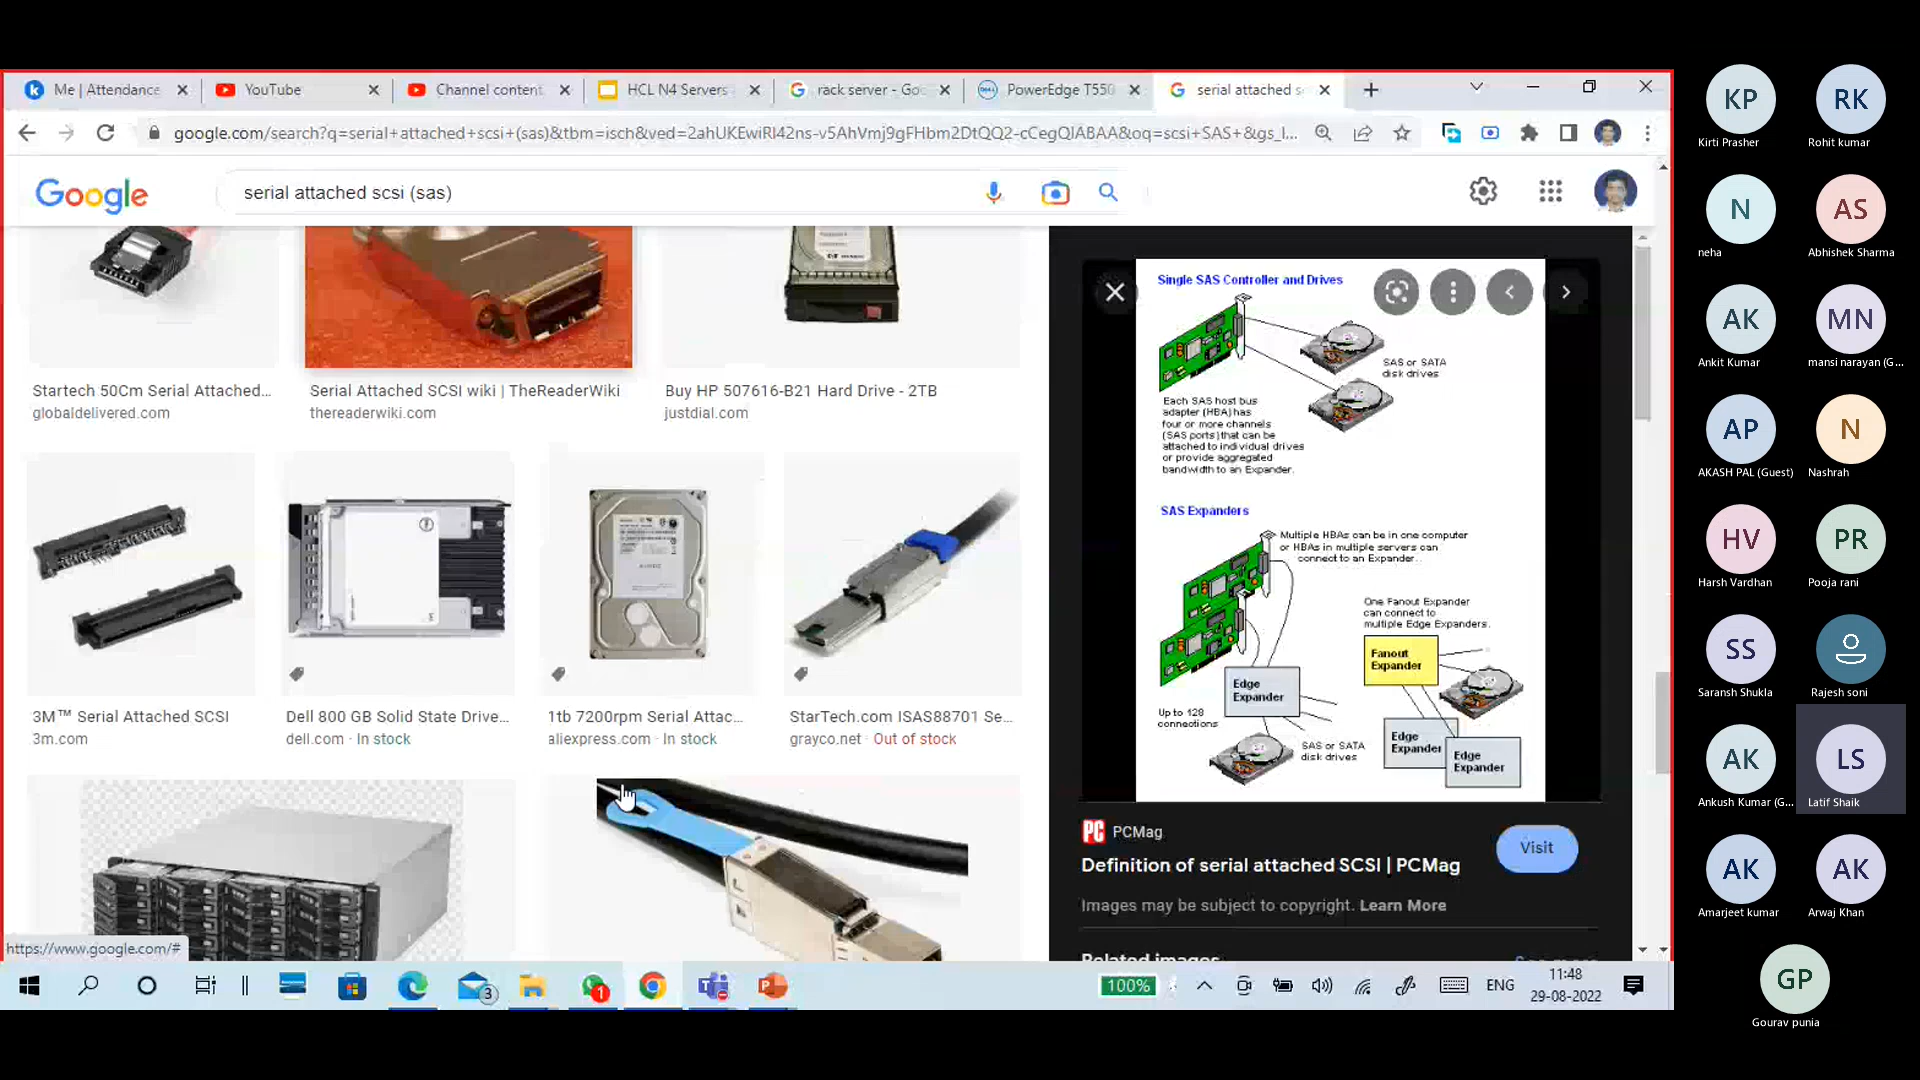 Me | Attendance
YouTube
Channel content
HCL N4 Servers
rack server - Goo
PowerEdge T550
serial attached s
google.com/search?q=serial+attached+scsi+(sas)&tbm=isch&ved=2ahUKEwiRl42ns-v5AhVmj9gFHbm2DtQQ2-cCegQIABAA&oq=scsi+SAS+&gs_l...
Google
serial attached scsi (sas)
Startech 50Cm Serial Attached...
globaldelivered.com
Serial Attached SCSI wiki | TheReaderWiki
thereaderwiki.com
Buy HP 507616-B21 Hard Drive - 2TB
justdial.com
3M™ Serial Attached SCSI
3m.com
Dell 800 GB Solid State Drive...
dell.com · In stock
1tb 7200rpm Serial Attac...
aliexpress.com · In stock
StarTech.com ISAS88701 Se...
grayco.net · Out of stock
https://www.google.com/#
Single SAS Controller and Drives
SAS or SATA
disk drives
Each SAS host bus
adapter (HBA) has
four or more channels
(SAS ports) that can be
attached to individual drives
or provide aggregated
bandwidth to an Expander.
SAS Expanders
Multiple HBAs can be in one computer
or HBAs in multiple servers can
connect to an Expander.
One Fanout Expander
can connect to
multiple Edge Expanders.
Fanout
Expander
Edge
Expander
Up to 128
connections
SAS or SATA
disk drives
Edge
Expander
Edge
Expander
PC PCMag
Definition of serial attached SCSI | PCMag
Visit
Images may be subject to copyright. Learn More
Related images
See more
3
1
100%
ENG
11:48
29-08-2022
KP
Kirti Prasher
RK
Rohit kumar
N
neha
AS
Abhishek Sharma
AK
Ankit Kumar
MN
mansi narayan (G...
AP
AKASH PAL (Guest)
N
Nashrah
HV
Harsh Vardhan
PR
Pooja rani
SS
Saransh Shukla
Rajesh soni
AK
Ankush Kumar (G...
LS
Latif Shaik
AK
Amarjeet kumar
AK
Arwaj Khan
GP
Gourav punia